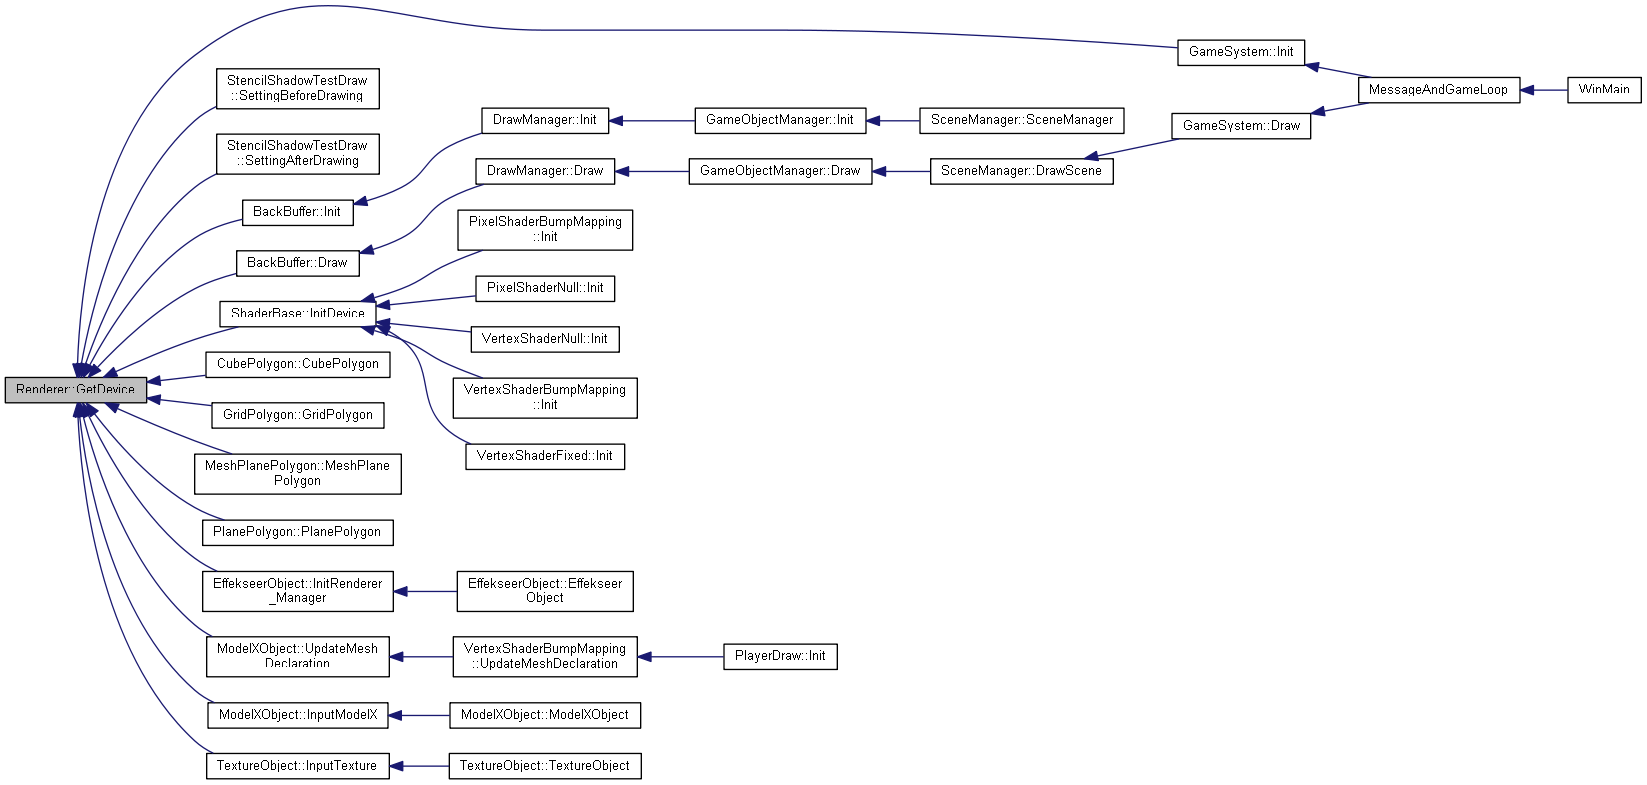 GameSystem::Init
StencilShadowTestDraw
::SettingBeforeDrawing
MessageAndGameLoop
WinMain
DrawManager::Init
GameObjectManager::Init
SceneManager::SceneManager
GameSystem::Draw
StencilShadowTestDraw
::SettingAfterDrawing
DrawManager::Draw
GameObjectManager::Draw
SceneManager::DrawScene
BackBuffer::Init
PixelShaderBumpMapping
::Init
BackBuffer::Draw
PixelShaderNull::Init
ShaderBase::InitDevice
VertexShaderNull::Init
CubePolygon::CubePolygon
Renderer::GetDevice
VertexShaderBumpMapping
::Init
GridPolygon::GridPolygon
VertexShaderFixed::Init
MeshPlanePolygon::MeshPlane
Polygon
PlanePolygon::PlanePolygon
EffekseerObject::InitRenderer
_Manager
EffekseerObject::Effekseer
Object
ModelXObject::UpdateMesh
Declaration
VertexShaderBumpMapping
::UpdateMeshDeclaration
PlayerDraw::Init
ModelXObject::InputModelX
ModelXObject::ModelXObject
TextureObject::InputTexture
TextureObject::TextureObject